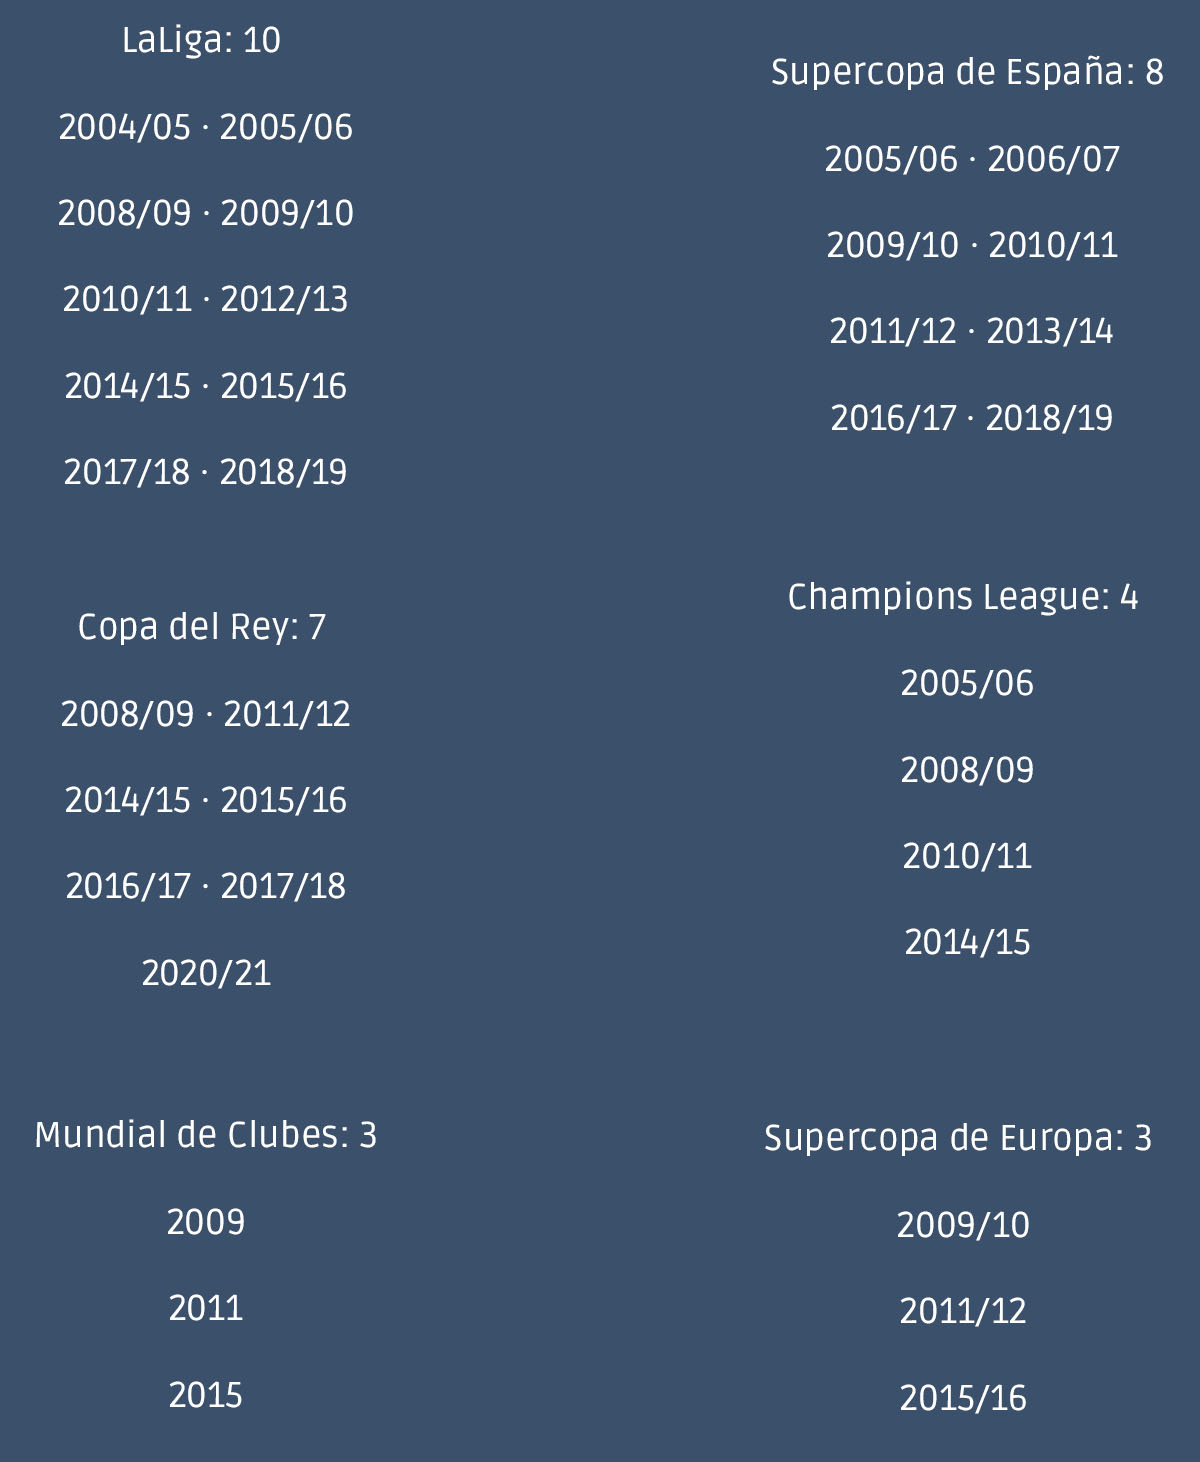 LaLiga: 10
2004/05 · 2005/06
2008/09 · 2009/10
2010/11 · 2012/13
2014/15 · 2015/16
2017/18 · 2018/19
Supercopa de España: 8
2005/06 · 2006/07
2009/10 · 2010/11
2011/12 · 2013/14
2016/17 · 2018/19
Copa del Rey: 7
2008/09 · 2011/12
2014/15 · 2015/16
2016/17 · 2017/18
2020/21
Champions League: 4
2005/06
2008/09
2010/11
2014/15
Mundial de Clubes: 3
2009
2011
2015
Supercopa de Europa: 3
2009/10
2011/12
2015/16